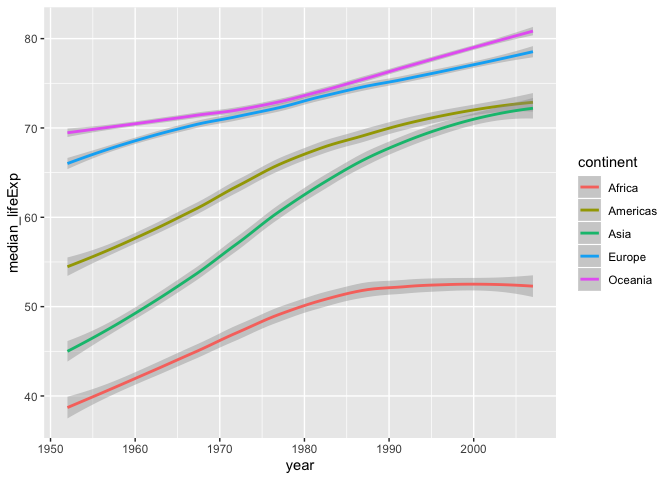 80
70
60
50
40
median_lifeExp
1950 1960 1970 1980 1990 2000
year
continent
Africa
Americas
Asia
Europe
Oceania